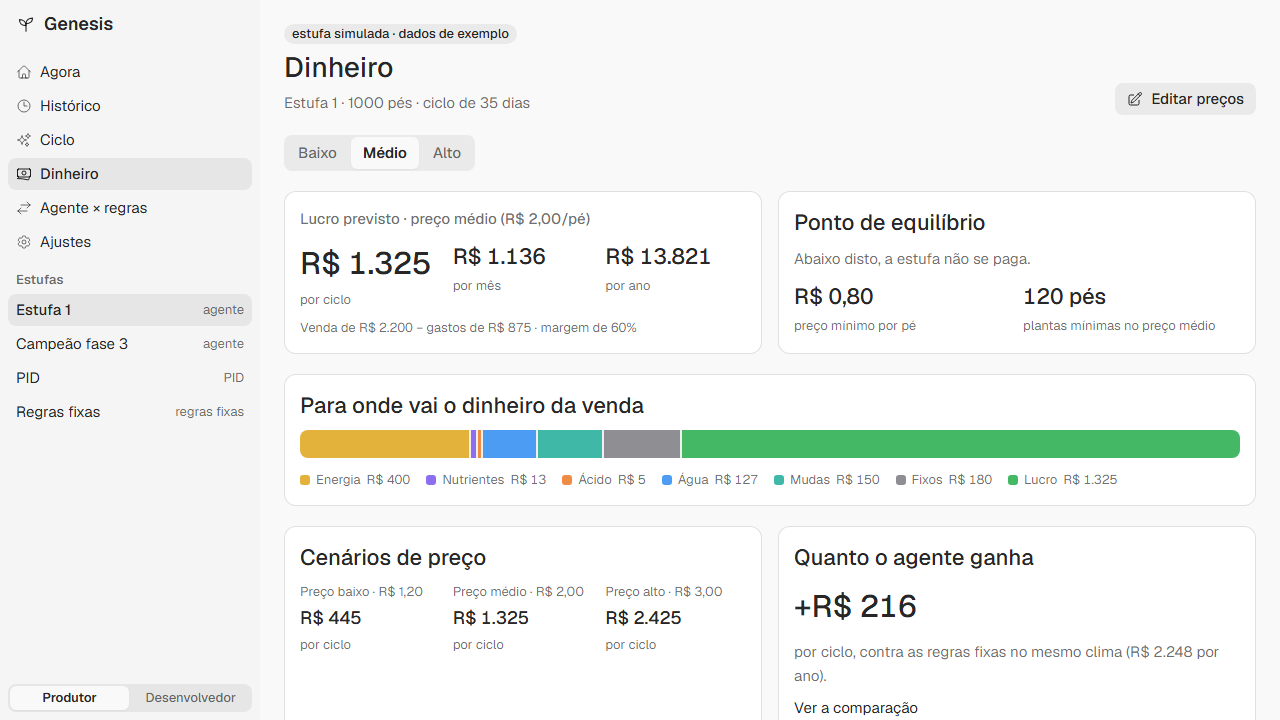 Genesis
Agora
Histórico
Ciclo
Dinheiro
Agente × regras
Ajustes
Estufas
Estufa 1 agente
Campeão fase 3 agente
PID PID
Regras fixas regras fixas
Produtor Desenvolvedor
estufa simulada · dados de exemplo
Dinheiro
Estufa 1 · 1000 pés · ciclo de 35 dias
Editar preços
Baixo Médio Alto
Lucro previsto · preço médio (R$ 2,00/pé)
R$ 1.325 R$ 1.136 R$ 13.821
por ciclo por mês por ano
Venda de R$ 2.200 − gastos de R$ 875 · margem de 60%
Ponto de equilíbrio
Abaixo disto, a estufa não se paga.
R$ 0,80 120 pés
preço mínimo por pé plantas mínimas no preço médio
Para onde vai o dinheiro da venda
Energia R$ 400 Nutrientes R$ 13 Ácido R$ 5 Água R$ 127 Mudas R$ 150 Fixos R$ 180 Lucro R$ 1.325
Cenários de preço
Preço baixo · R$ 1,20 Preço médio · R$ 2,00 Preço alto · R$ 3,00
R$ 445 R$ 1.325 R$ 2.425
por ciclo por ciclo por ciclo
Quanto o agente ganha
+R$ 216
por ciclo, contra as regras fixas no mesmo clima (R$ 2.248 por
ano).
Ver a comparação